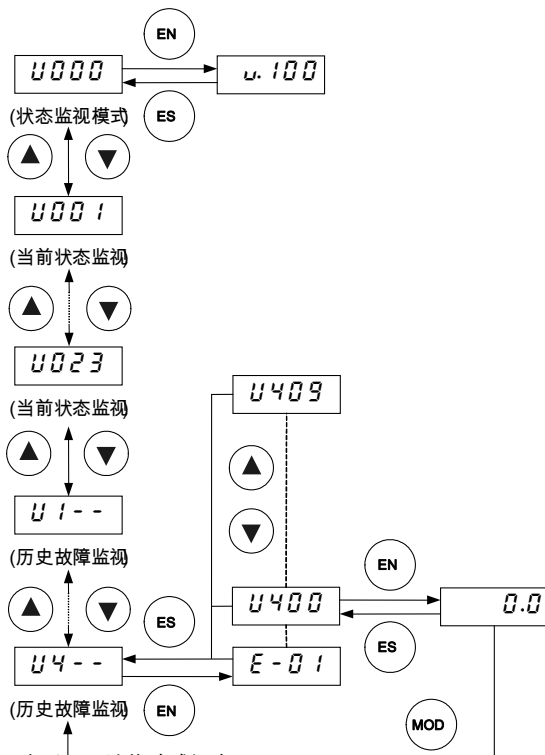 EN
U000
u.100
(状态监视模式)
ES
U001
(当前状态监视)
U023
U409
(当前状态监视)
U1--
EN
(历史故障监视)
U400
0.0
ES
ES
U4--
E-01
(历史故障监视)
EN
MOD